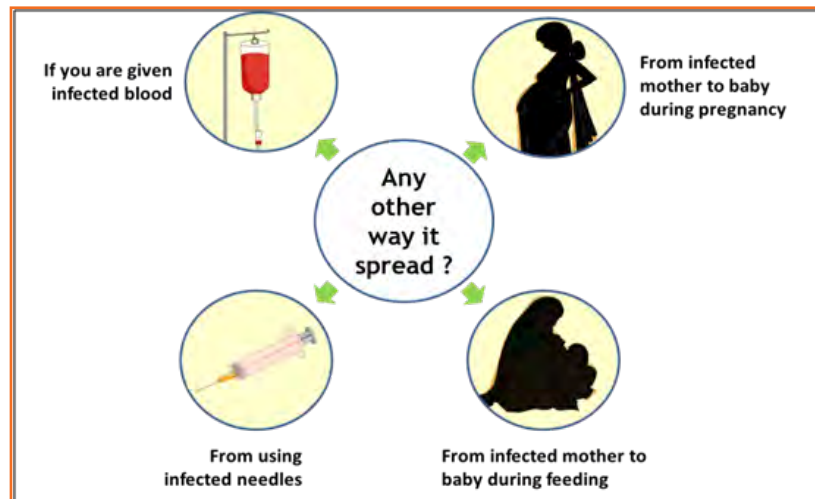 If you are given
infected blood
From infected
mother to baby
during pregnancy
Any
other
way it
spread ?
From using
infected needles
From infected mother to
baby during feeding